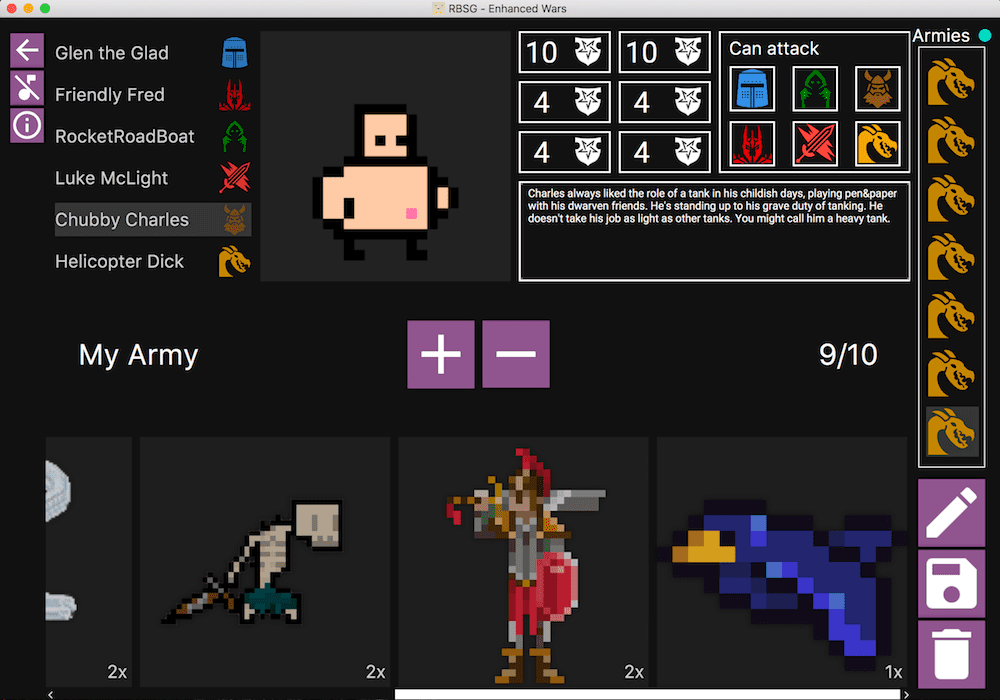 RBSG - Enhanced Wars
Armies
Glen the Glad
Friendly Fred
RocketRoadBoat
Luke McLight
Chubby Charles
Helicopter Dick
10
10
4
4
4
4
Can attack
Charles always liked the role of a tank in his childish days, playing pen&paper
with his dwarven friends. He's standing up to his grave duty of tanking. He
doesn't take his job as light as other tanks. You might call him a heavy tank.
My Army
9/10
2x
2x
2x
1x